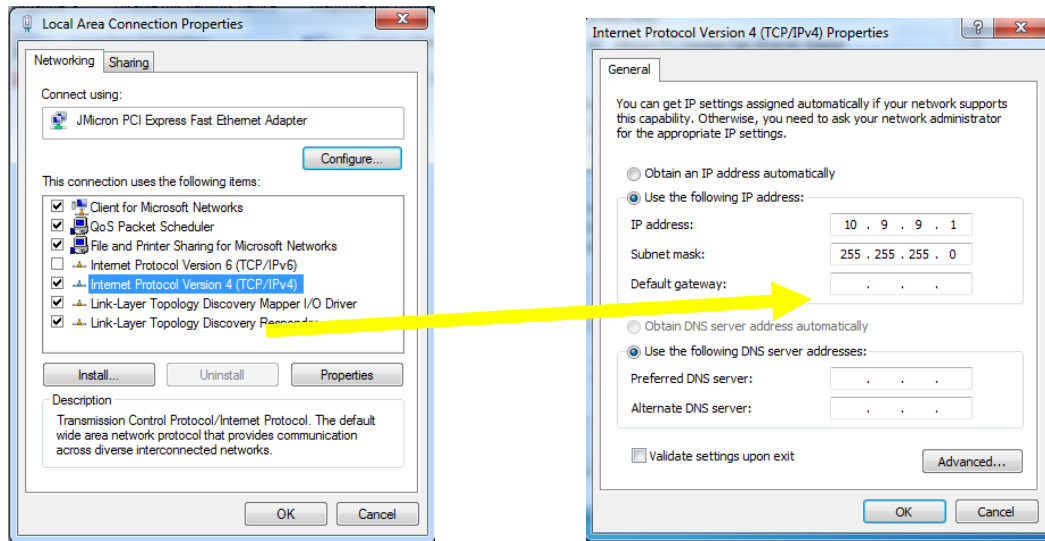 Local Area Connection Properties
Networking
Sharing
Connect using:
JMicron PCI Express Fast Ethernet Adapter
Configure...
This connection uses the following items:
Client for Microsoft Networks
QoS Packet Scheduler
File and Printer Sharing for Microsoft Networks
Internet Protocol Version 6 (TCP/IPv6)
Internet Protocol Version 4 (TCP/IPv4)
Link-Layer Topology Discovery Mapper I/O Driver
Link-Layer Topology Discovery Responder
Install...
Uninstall
Properties
Description
Transmission Control Protocol/Internet Protocol. The default
wide area network protocol that provides communication
across diverse interconnected networks.
OK
Cancel
Internet Protocol Version 4 (TCP/IPv4) Properties
General
You can get IP settings assigned automatically if your network supports
this capability. Otherwise, you need to ask your network administrator
for the appropriate IP settings.
Obtain an IP address automatically
Use the following IP address:
IP address: 10 . 9 . 9 . 1
Subnet mask: 255 . 255 . 255 . 0
Default gateway: . . .
Obtain DNS server address automatically
Use the following DNS server addresses:
Preferred DNS server: . . .
Alternate DNS server: . . .
Validate settings upon exit
Advanced...
OK
Cancel